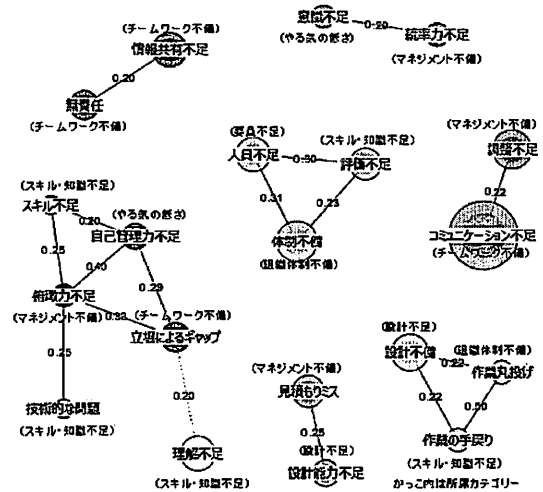 (チームワーク不備)
情報共有不足
0.20
無責任
(チームワーク不備)
意識不足
0.20
(やる気の低さ)
統率力不足
(マネジメント不備)
(要員不足)
人日不足
0.30
(スキル・知識不足)
評価不足
0.31
0.23
体制不備
(組織体制不備)
(マネジメント不備)
調整不足
0.22
コミュニケーション不足
(チームワーク不備)
(スキル・知識不足)
スキル不足
0.20
(やる気の低さ)
自己管理力不足
0.25
0.40
0.29
俯瞰力不足
(マネジメント不備)
0.33
(チームワーク不備)
立場によるギャップ
0.25
技術的な問題
(スキル・知識不足)
0.20
理解不足
(スキル・知識不足)
(マネジメント不備)
見積もりミス
0.25
(設計不足)
設計能力不足
(設計不足)
設計不備
0.22
(組織体制不備)
作業丸投げ
0.22
0.50
作業の手戻り
(スキル・知識不足)
かっこ内は所属カテゴリー